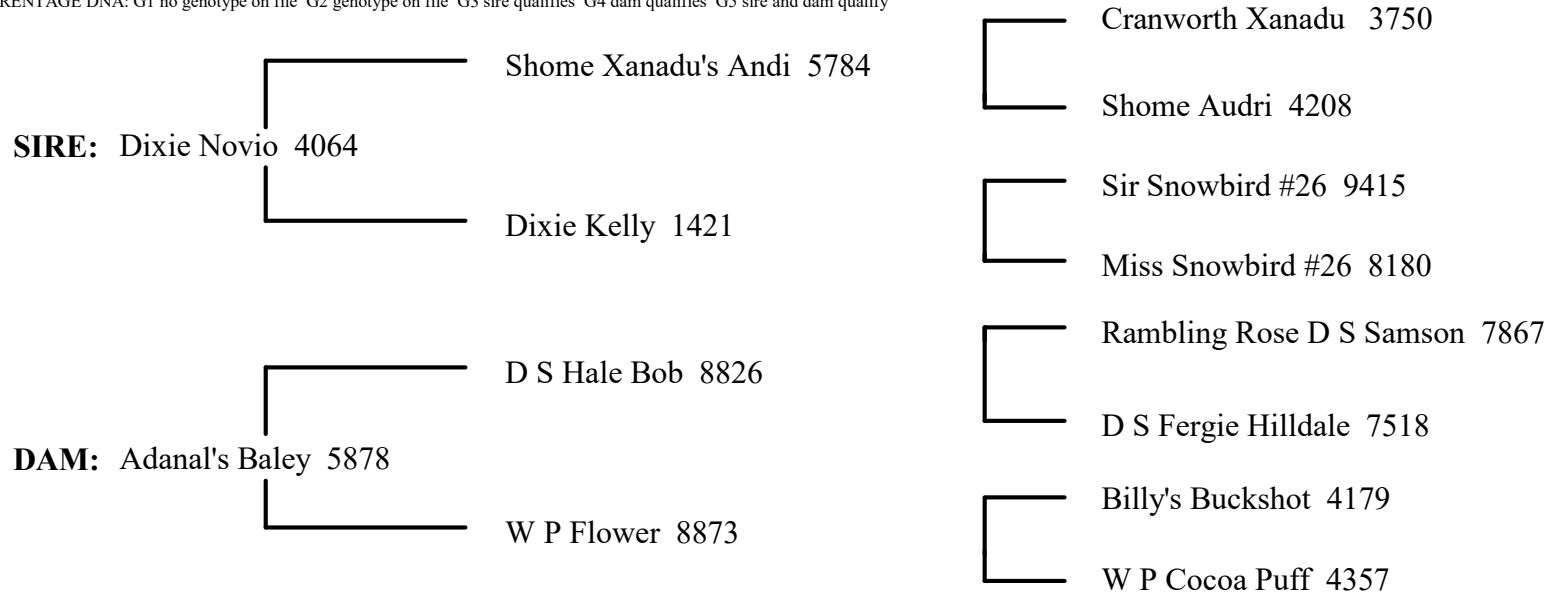 PARENTAGE DNA: G1 no genotype on file G2 genotype on file G3 sire qualifies G4 dam qualifies G5 sire and dam qualify
Cranworth Xanadu 3750
Shome Xanadu's Andi 5784
Shome Audri 4208
SIRE: Dixie Novio 4064
Sir Snowbird #26 9415
Dixie Kelly 1421
Miss Snowbird #26 8180
Rambling Rose D S Samson 7867
D S Hale Bob 8826
D S Fergie Hilldale 7518
DAM: Adanal's Baley 5878
Billy's Buckshot 4179
W P Flower 8873
W P Cocoa Puff 4357